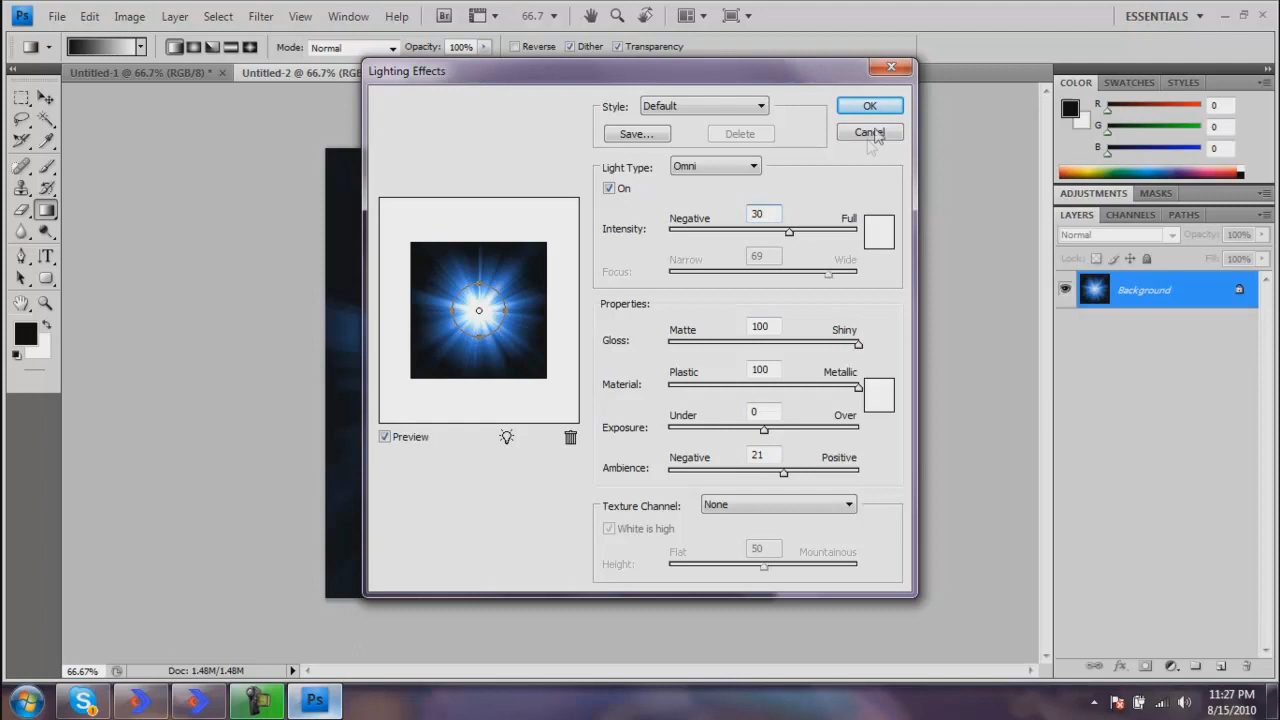 Ps File Edit Image Layer Select Filter View Window Help Br 66.7 ESSENTIALS
Mode: Normal Opacity: 100% Reverse Dither Transparency
Untitled-1 @ 66.7% (RGB/8) * Untitled-2 @ 66.7% (RGB
Lighting Effects
Style: Default OK
Save... Delete Cancel
Light Type: Omni
On
Negative 30 Full
Intensity:
Narrow 69 Wide
Focus:
Properties:
Matte 100 Shiny
Gloss:
Plastic 100 Metallic
Material:
Under 0 Over
Exposure:
Preview
Negative 21 Positive
Ambience:
Texture Channel: None
White is high
Flat 50 Mountainous
Height:
COLOR SWATCHES STYLES
R 0
G 0
B 0
ADJUSTMENTS MASKS
LAYERS CHANNELS PATHS
Normal Opacity: 100%
Lock: Fill: 100%
Background
66.67% Doc: 1.48M/1.48M
Ps
11:27 PM
8/15/2010